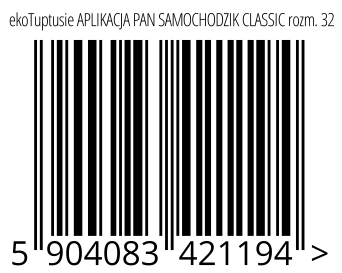 ekoTuptusie APLIKACJA PAN SAMOCHODZIK CLASSIC rozm. 32
5 904083 421194 >